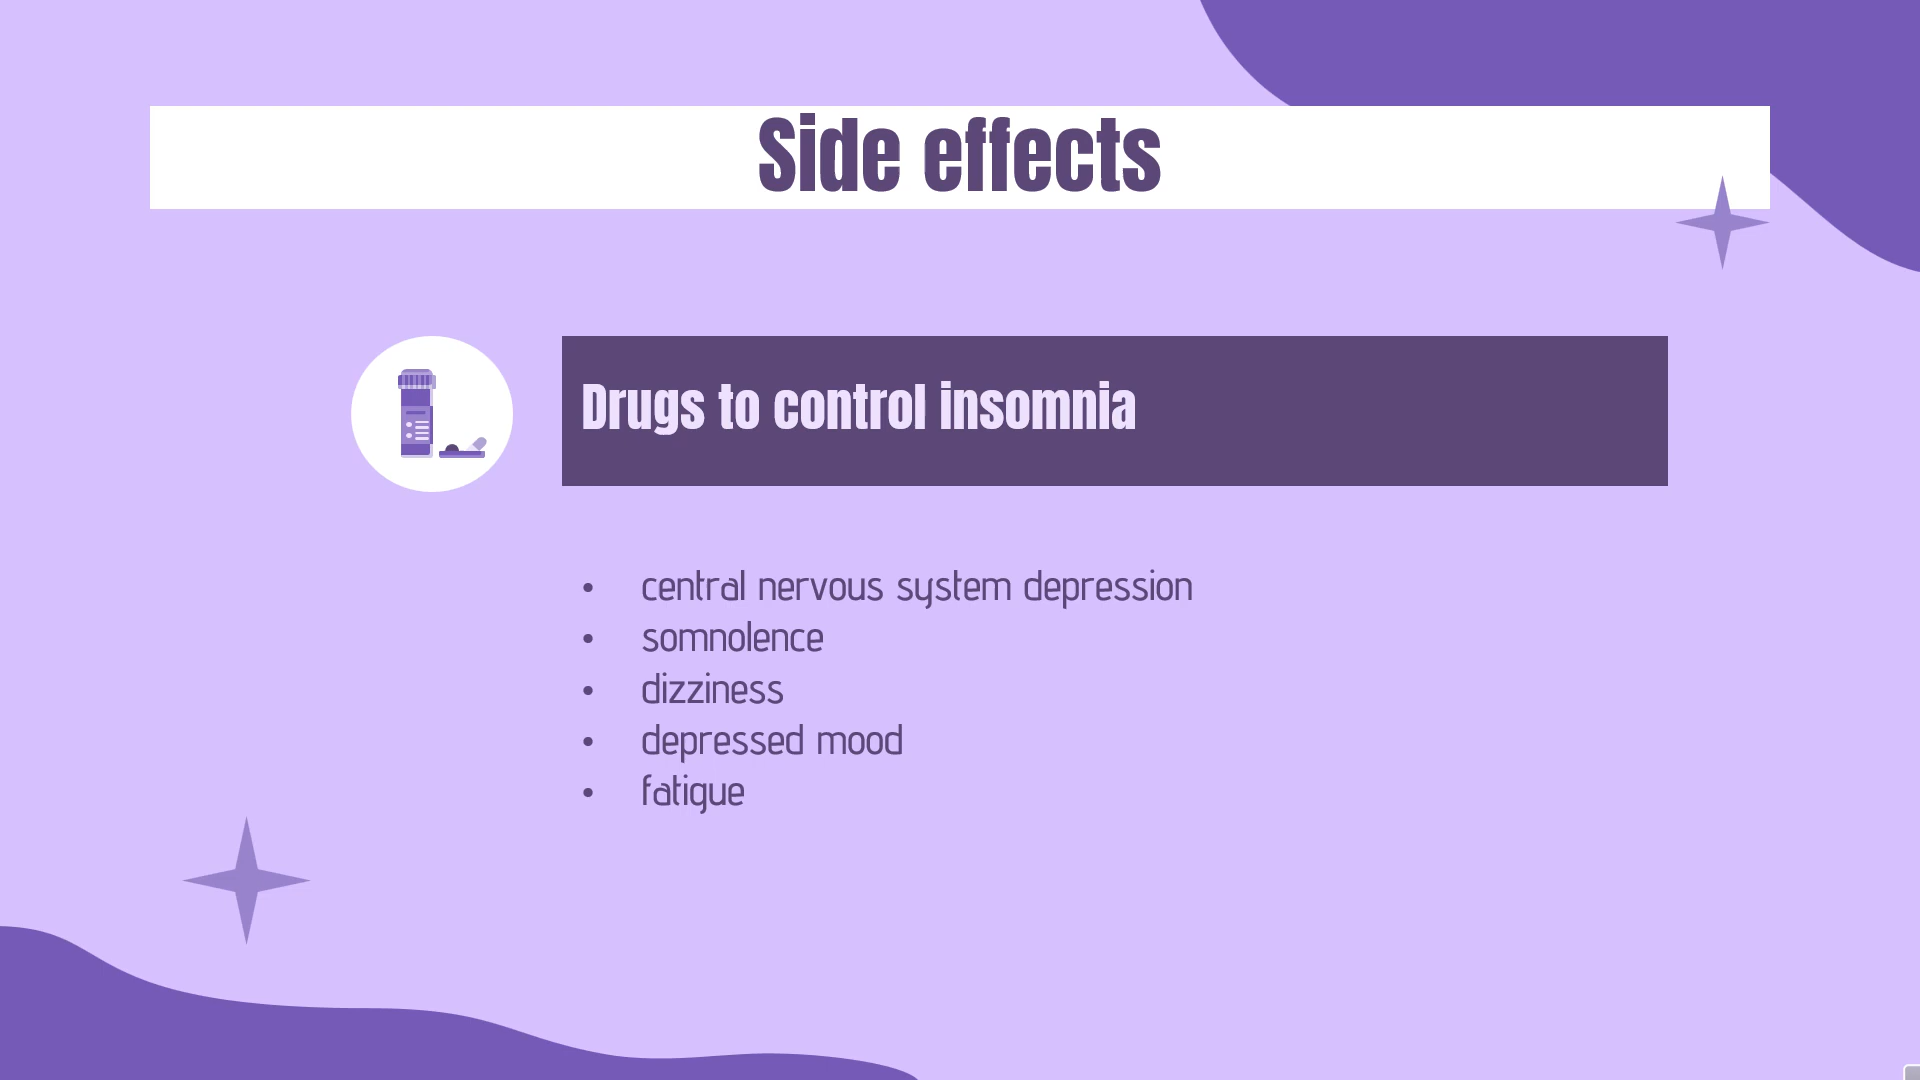 Side effects
Drugs to control insomnia
• central nervous system depression
• somnolence
• dizziness
• depressed mood
• fatigue